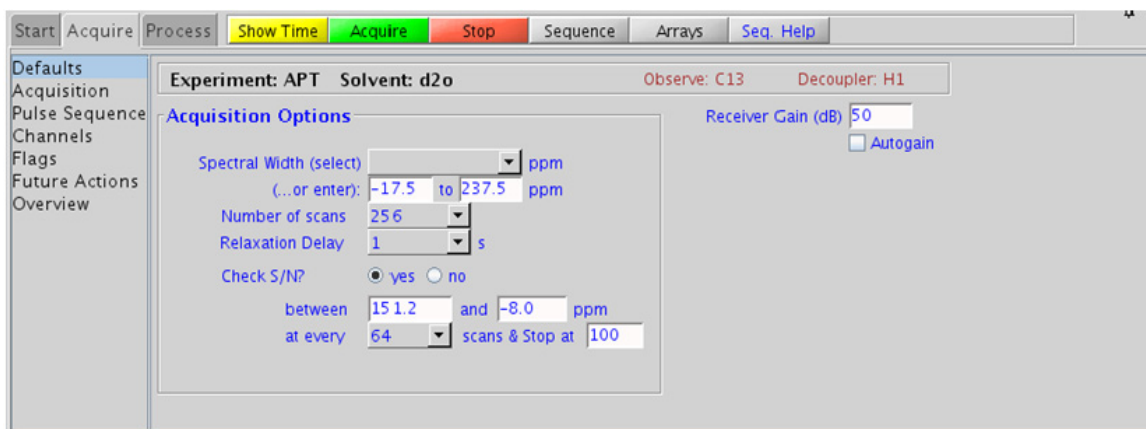 Start Acquire Process Show Time Acquire Stop Sequence Arrays Seq. Help
Defaults
Acquisition
Pulse Sequence
Channels
Flags
Future Actions
Overview
Experiment: APT Solvent: d2o Observe: C13 Decoupler: H1
Acquisition Options
Spectral Width (select) ppm
(...or enter): -17.5 to 237.5 ppm
Number of scans 256
Relaxation Delay 1 s
Check S/N? yes no
between 151.2 and -8.0 ppm
at every 64 scans & Stop at 100
Receiver Gain (dB) 50
Autogain